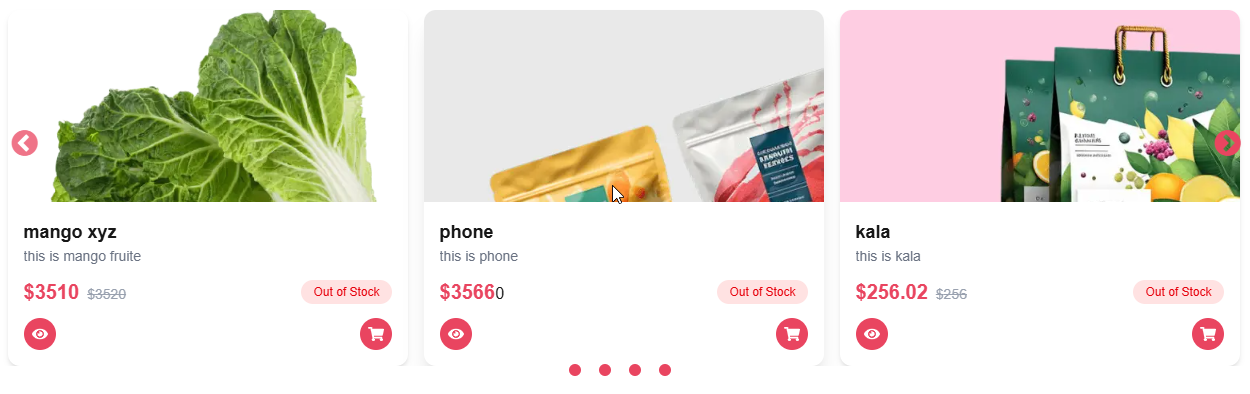 mango xyz
this is mango fruite
$3510 $3520
Out of Stock
phone
this is phone
$35660
Out of Stock
kala
this is kala
$256.02 $256
Out of Stock